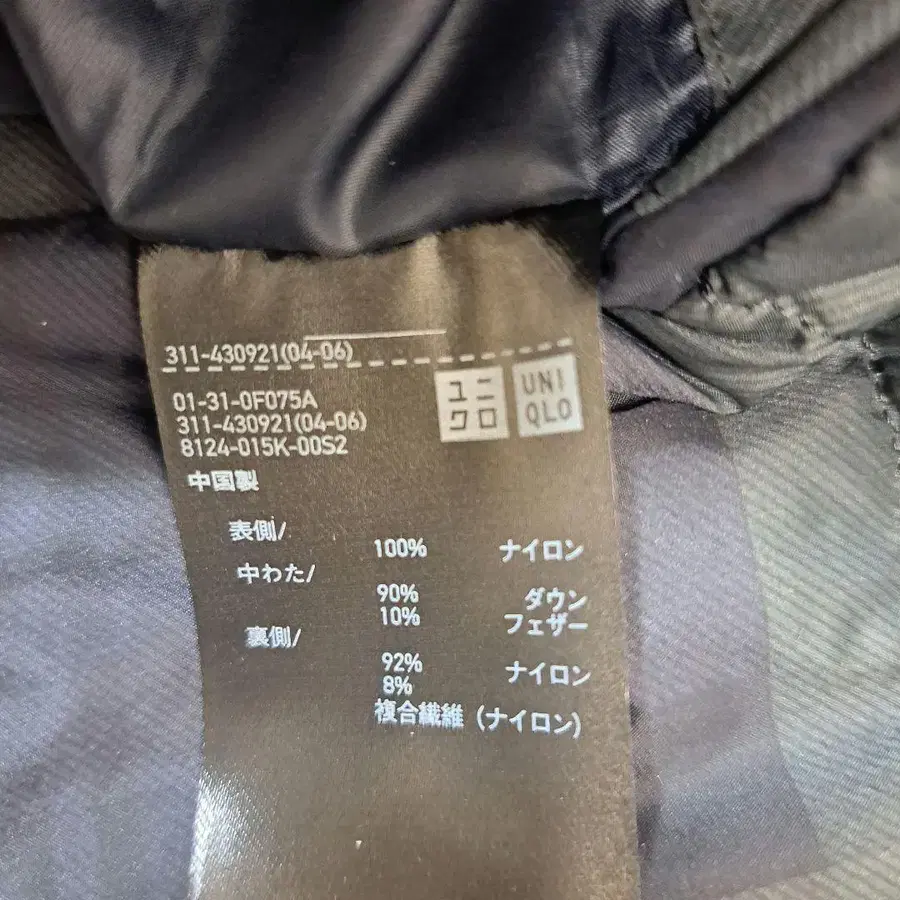 311-430921(04-06)
01-31-0F075A
311-430921(04-06)
8124-015K-00S2
ユニ
クロ
UNI
QLO
中国製
表側/
100% ナイロン
中わた/
90% ダウン
10% フェザー
裏側/
92% ナイロン
8%
複合繊維 (ナイロン)